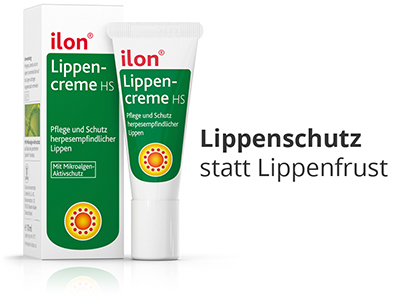 ilon®
Lippen-
creme HS
Pflege und Schutz
herpesempfindlicher
Lippen
Mit Mikroalgen-
Aktivschutz
ilon®
Lippen-
creme HS
Pflege und Schutz
herpesempfindlicher
Lippen
Lippenschutz
statt Lippenfrust